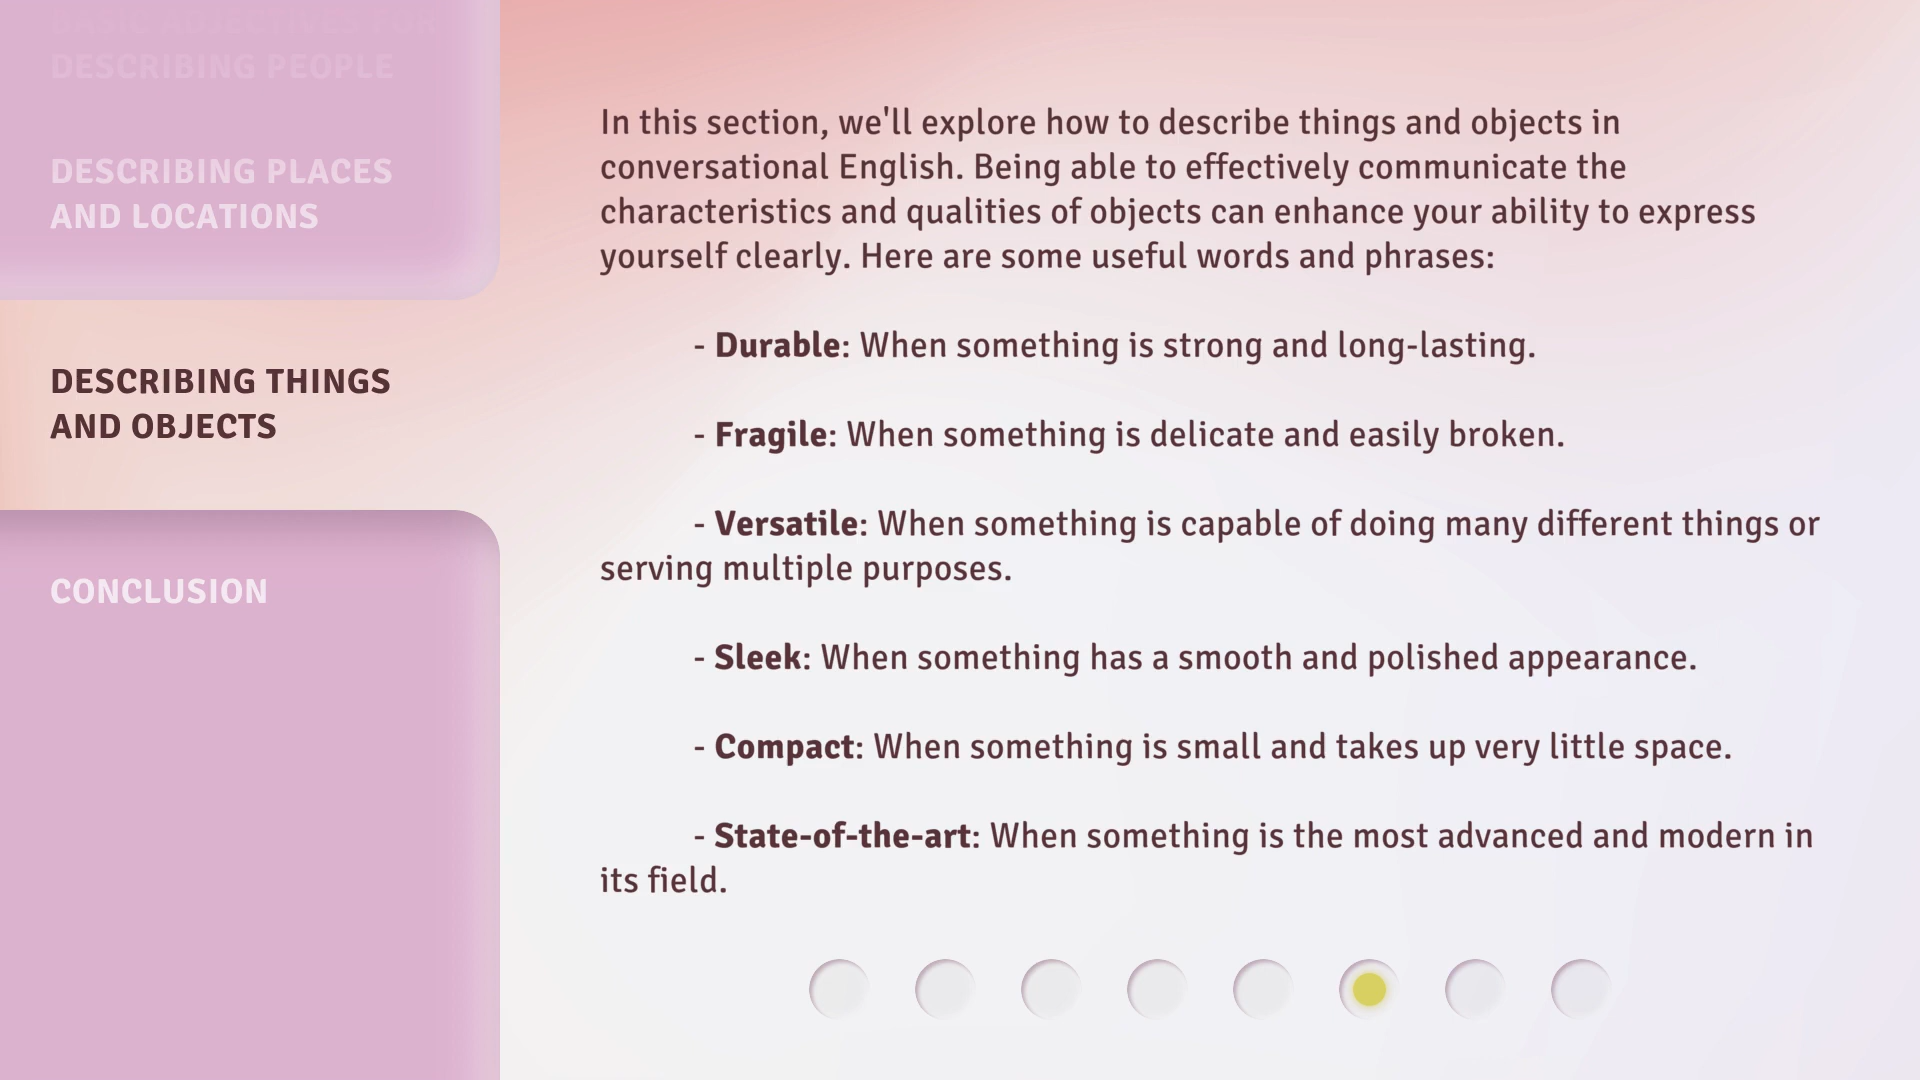 BASIC ADJECTIVES FOR
DESCRIBING PEOPLE
DESCRIBING PLACES
AND LOCATIONS
DESCRIBING THINGS
AND OBJECTS
CONCLUSION
In this section, we'll explore how to describe things and objects in
conversational English. Being able to effectively communicate the
characteristics and qualities of objects can enhance your ability to express
yourself clearly. Here are some useful words and phrases:
- Durable: When something is strong and long-lasting.
- Fragile: When something is delicate and easily broken.
- Versatile: When something is capable of doing many different things or
serving multiple purposes.
- Sleek: When something has a smooth and polished appearance.
- Compact: When something is small and takes up very little space.
- State-of-the-art: When something is the most advanced and modern in
its field.